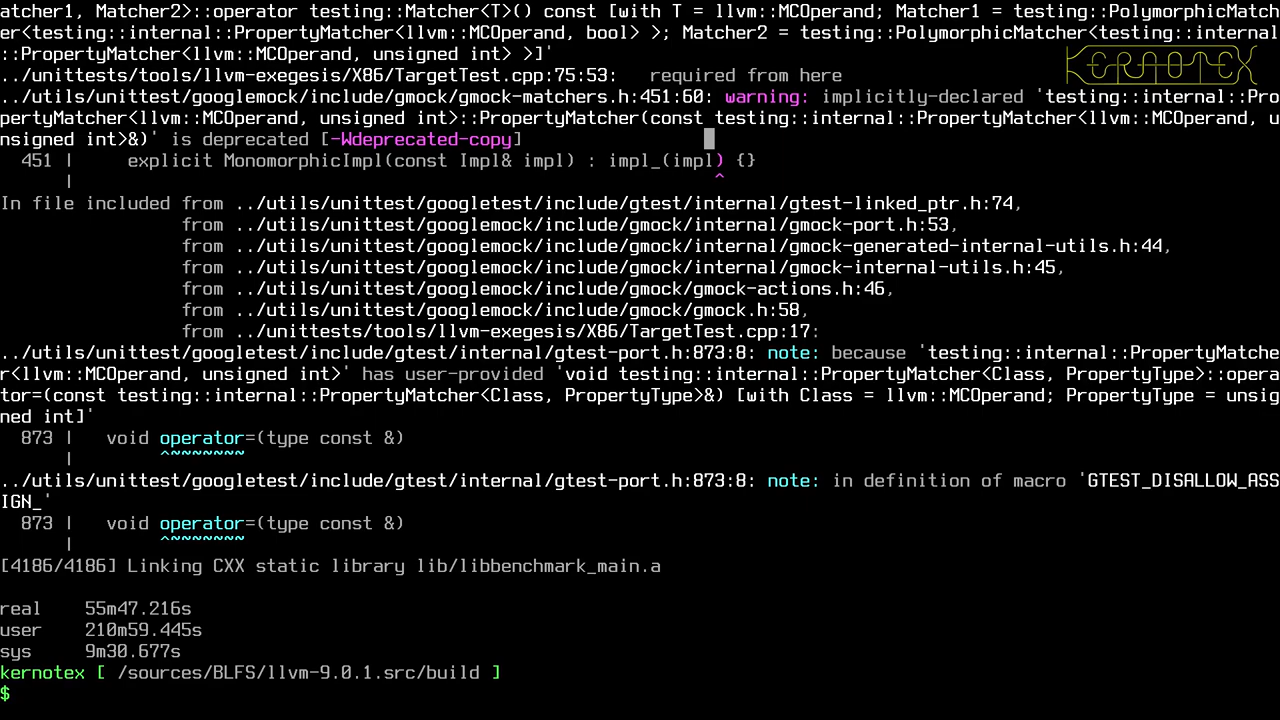 atcher1, Matcher2>::operator testing::Matcher<T>() const [with T = llvm::MCOperand; Matcher1 = testing::PolymorphicMatch
er<testing::internal::PropertyMatcher<llvm::MCOperand, bool> >; Matcher2 = testing::PolymorphicMatcher<testing::internal
::PropertyMatcher<llvm::MCOperand, unsigned int> >]'
../unittests/tools/llvm-exegesis/X86/TargetTest.cpp:75:53:   required from here
KERNOTEX
../utils/unittest/googlemock/include/gmock/gmock-matchers.h:451:60: warning: implicitly-declared 'testing::internal::Pro
pertyMatcher<llvm::MCOperand, unsigned int>::PropertyMatcher(const testing::internal::PropertyMatcher<llvm::MCOperand, u
nsigned int>&)' is deprecated [-Wdeprecated-copy]
  451 |     explicit MonomorphicImpl(const Impl& impl) : impl_(impl) {}
      |                                                            ^
In file included from ../utils/unittest/googletest/include/gtest/internal/gtest-linked_ptr.h:74,
                 from ../utils/unittest/googlemock/include/gmock/internal/gmock-port.h:53,
                 from ../utils/unittest/googlemock/include/gmock/internal/gmock-generated-internal-utils.h:44,
                 from ../utils/unittest/googlemock/include/gmock/internal/gmock-internal-utils.h:45,
                 from ../utils/unittest/googlemock/include/gmock/gmock-actions.h:46,
                 from ../utils/unittest/googlemock/include/gmock/gmock.h:58,
                 from ../unittests/tools/llvm-exegesis/X86/TargetTest.cpp:17:
../utils/unittest/googletest/include/gtest/internal/gtest-port.h:873:8: note: because 'testing::internal::PropertyMatche
r<llvm::MCOperand, unsigned int>' has user-provided 'void testing::internal::PropertyMatcher<Class, PropertyType>::opera
tor=(const testing::internal::PropertyMatcher<Class, PropertyType>&) [with Class = llvm::MCOperand; PropertyType = unsig
ned int]'
  873 |   void operator=(type const &)
      |        ^~~~~~~~
../utils/unittest/googletest/include/gtest/internal/gtest-port.h:873:8: note: in definition of macro 'GTEST_DISALLOW_ASS
IGN_'
  873 |   void operator=(type const &)
      |        ^~~~~~~~
[4186/4186] Linking CXX static library lib/libbenchmark_main.a
real    55m47.216s
user    210m59.445s
sys     9m30.677s
kernotex [ /sources/BLFS/llvm-9.0.1.src/build ]
$